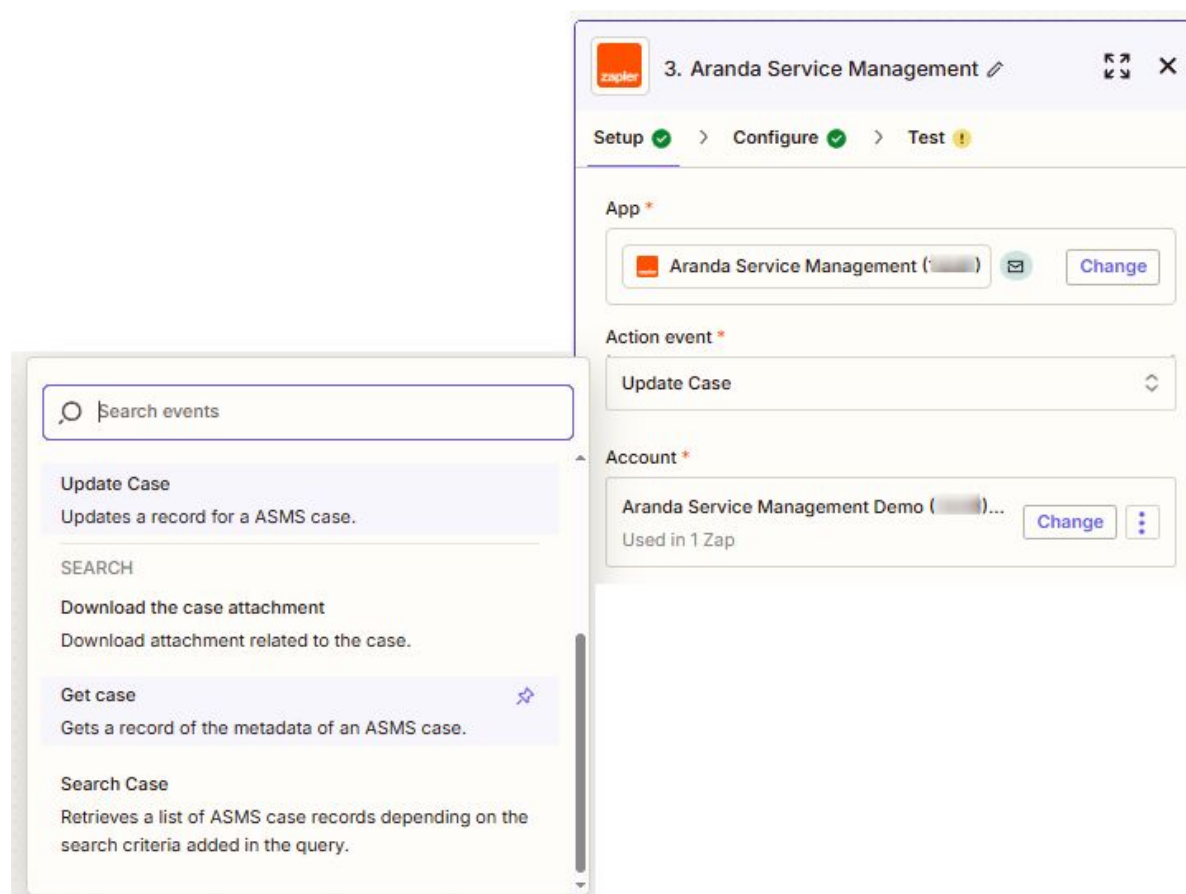 zapier
3. Aranda Service Management
Setup
Configure
Test
App *
zapier
Aranda Service Management ( )
Change
Action event *
Update Case
Account *
Aranda Service Management Demo ( )...
Used in 1 Zap
Change
Search events
Update Case
Updates a record for a ASMS case.
SEARCH
Download the case attachment
Download attachment related to the case.
Get case
Gets a record of the metadata of an ASMS case.
Search Case
Retrieves a list of ASMS case records depending on the
search criteria added in the query.